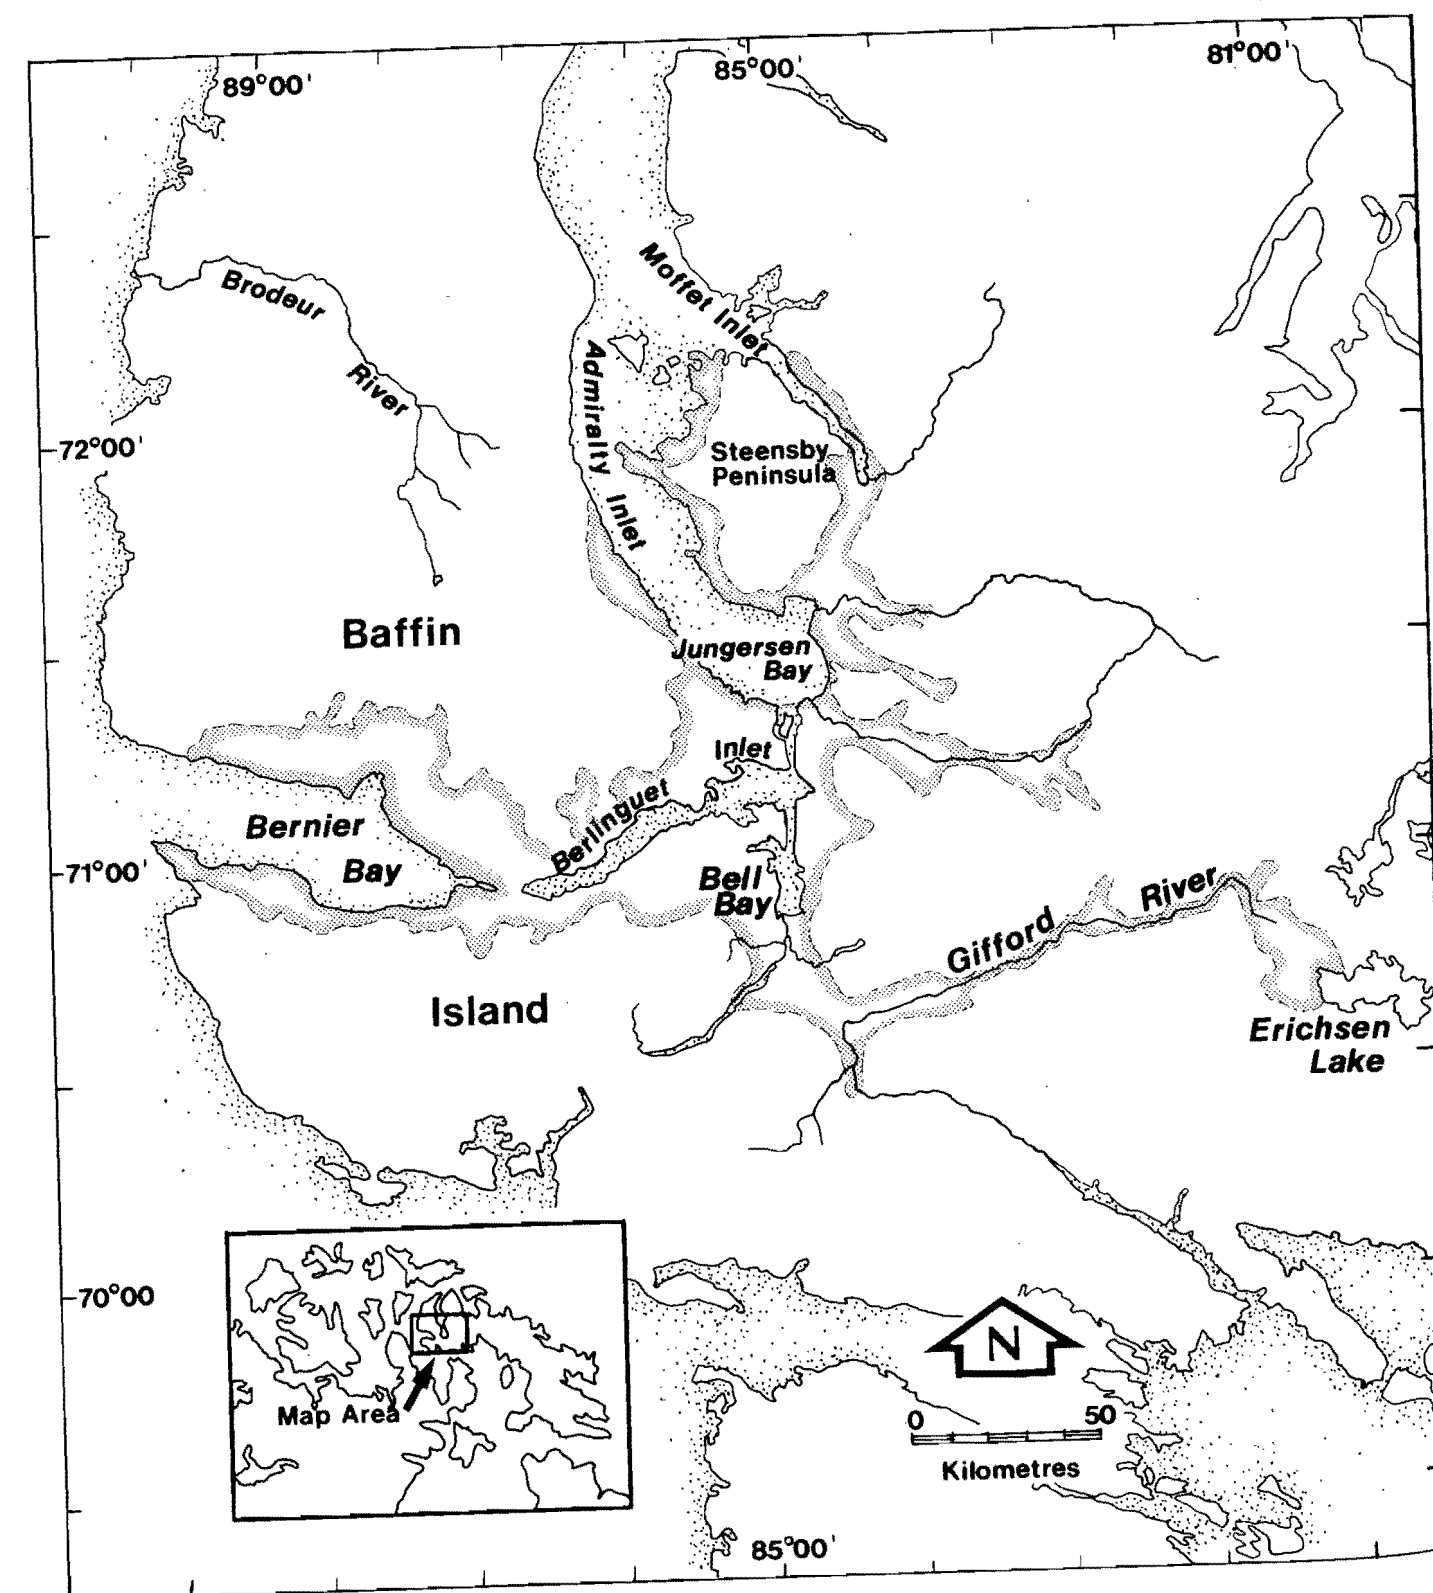 89°00'
85°00'
81°00'
Brodeur
River
Moffet Inlet
Admiralty
Inlet
72°00'
Steensby
Peninsula
Baffin
Jungersen
Bay
Inlet
Berlinguet
Bernier
Bay
71°00'
Bell
Bay
Gifford
River
Island
Erichsen
Lake
70°00
Map Area
N
0 50
Kilometres
85°00'